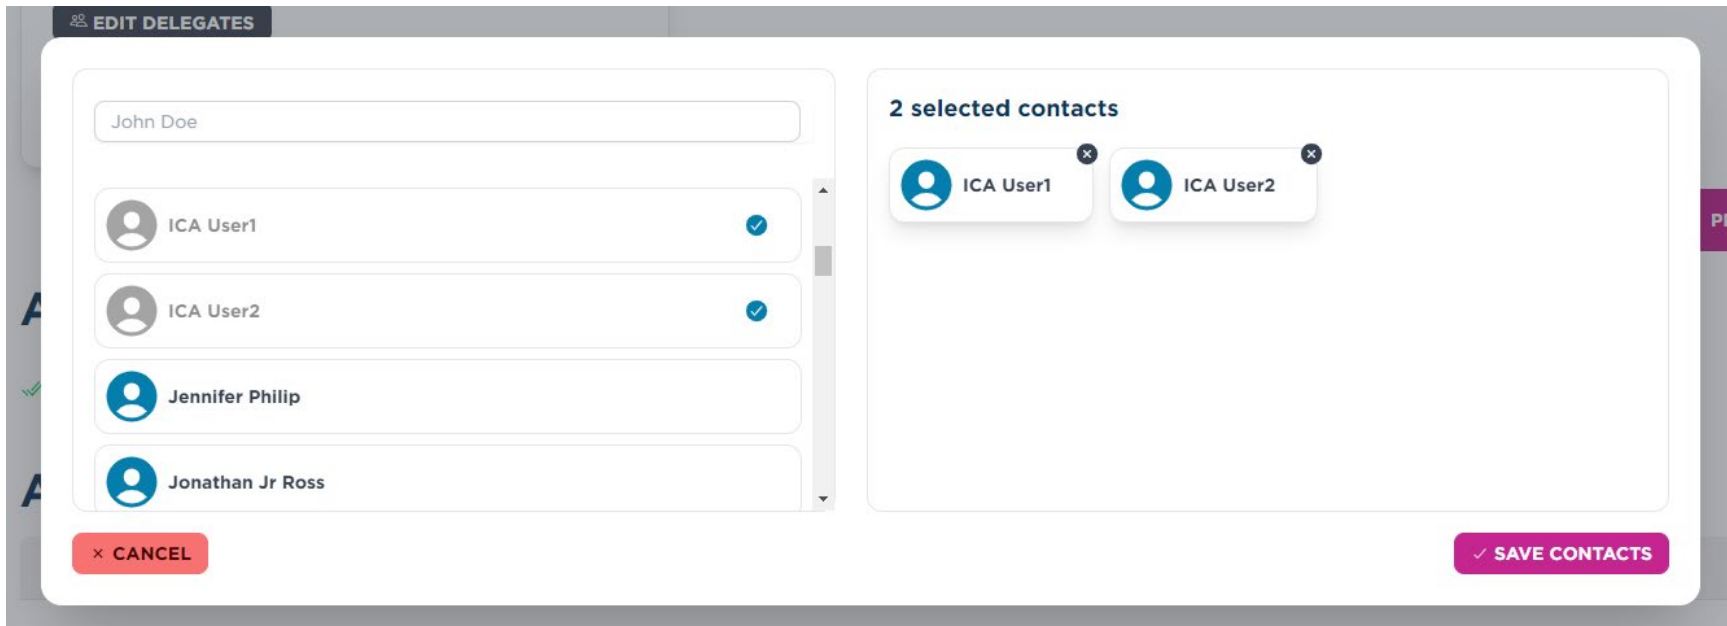 EDIT DELEGATES
John Doe
ICA User1
ICA User2
Jennifer Philip
Jonathan Jr Ross
2 selected contacts
ICA User1
ICA User2
× CANCEL
SAVE CONTACTS